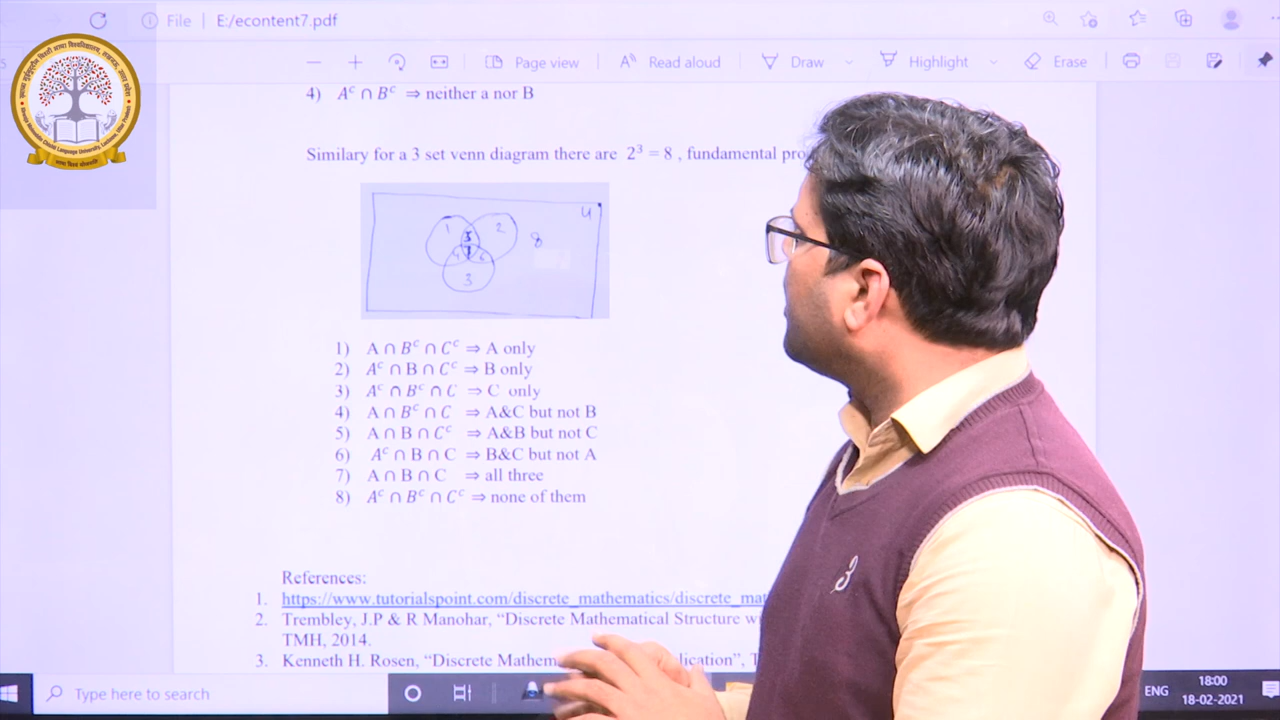 File | E:/econtent7.pdf
Page view
Read aloud
Draw
Highlight
Erase
4) Aᶜ ∩ Bᶜ ⇒ neither a nor B
Similary for a 3 set venn diagram there are 2³ = 8 , fundamental
1
2
3
8
1) A ∩ Bᶜ ∩ Cᶜ ⇒ A only
2) Aᶜ ∩ B ∩ Cᶜ ⇒ B only
3) Aᶜ ∩ Bᶜ ∩ C ⇒ C only
4) A ∩ Bᶜ ∩ C ⇒ A&C but not B
5) A ∩ B ∩ Cᶜ ⇒ A&B but not C
6) Aᶜ ∩ B ∩ C ⇒ B&C but not A
7) A ∩ B ∩ C ⇒ all three
8) Aᶜ ∩ Bᶜ ∩ Cᶜ ⇒ none of them
References:
1. https://www.tutorialspoint.com/discrete_mathematics/discrete_mat
2. Trembley, J.P & R Manohar, “Discrete Mathematical Structure
TMH, 2014.
3. Kenneth H. Rosen, “Discrete Mathem
Type here to search
ENG
18:00
18-02-2021